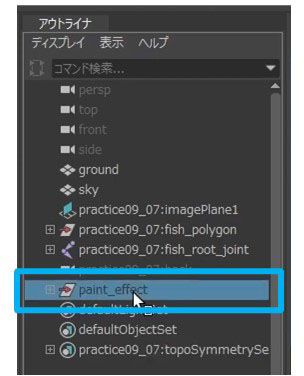 アウトライナ
ディスプレイ 表示 ヘルプ
コマンド検索...
persp
top
front
side
ground
sky
practice09_07:imagePlane1
practice09_07:fish_polygon
practice09_07:fish_root_joint
paint_effect
defaultObjectSet
practice09_07:topoSymmetrySe